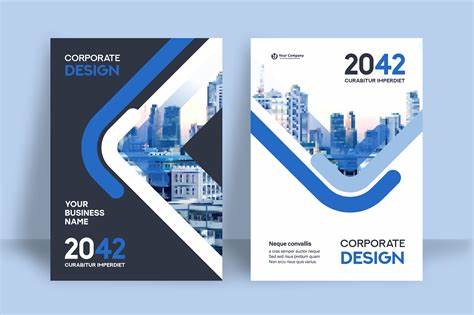 CORPORATE
DESIGN
YOUR
BUSINESS
NAME
2042
CURABITUR IMPERDIET
Your Company
2042
CURABITUR IMPERDIET
Neque convallis
CORPORATE
DESIGN